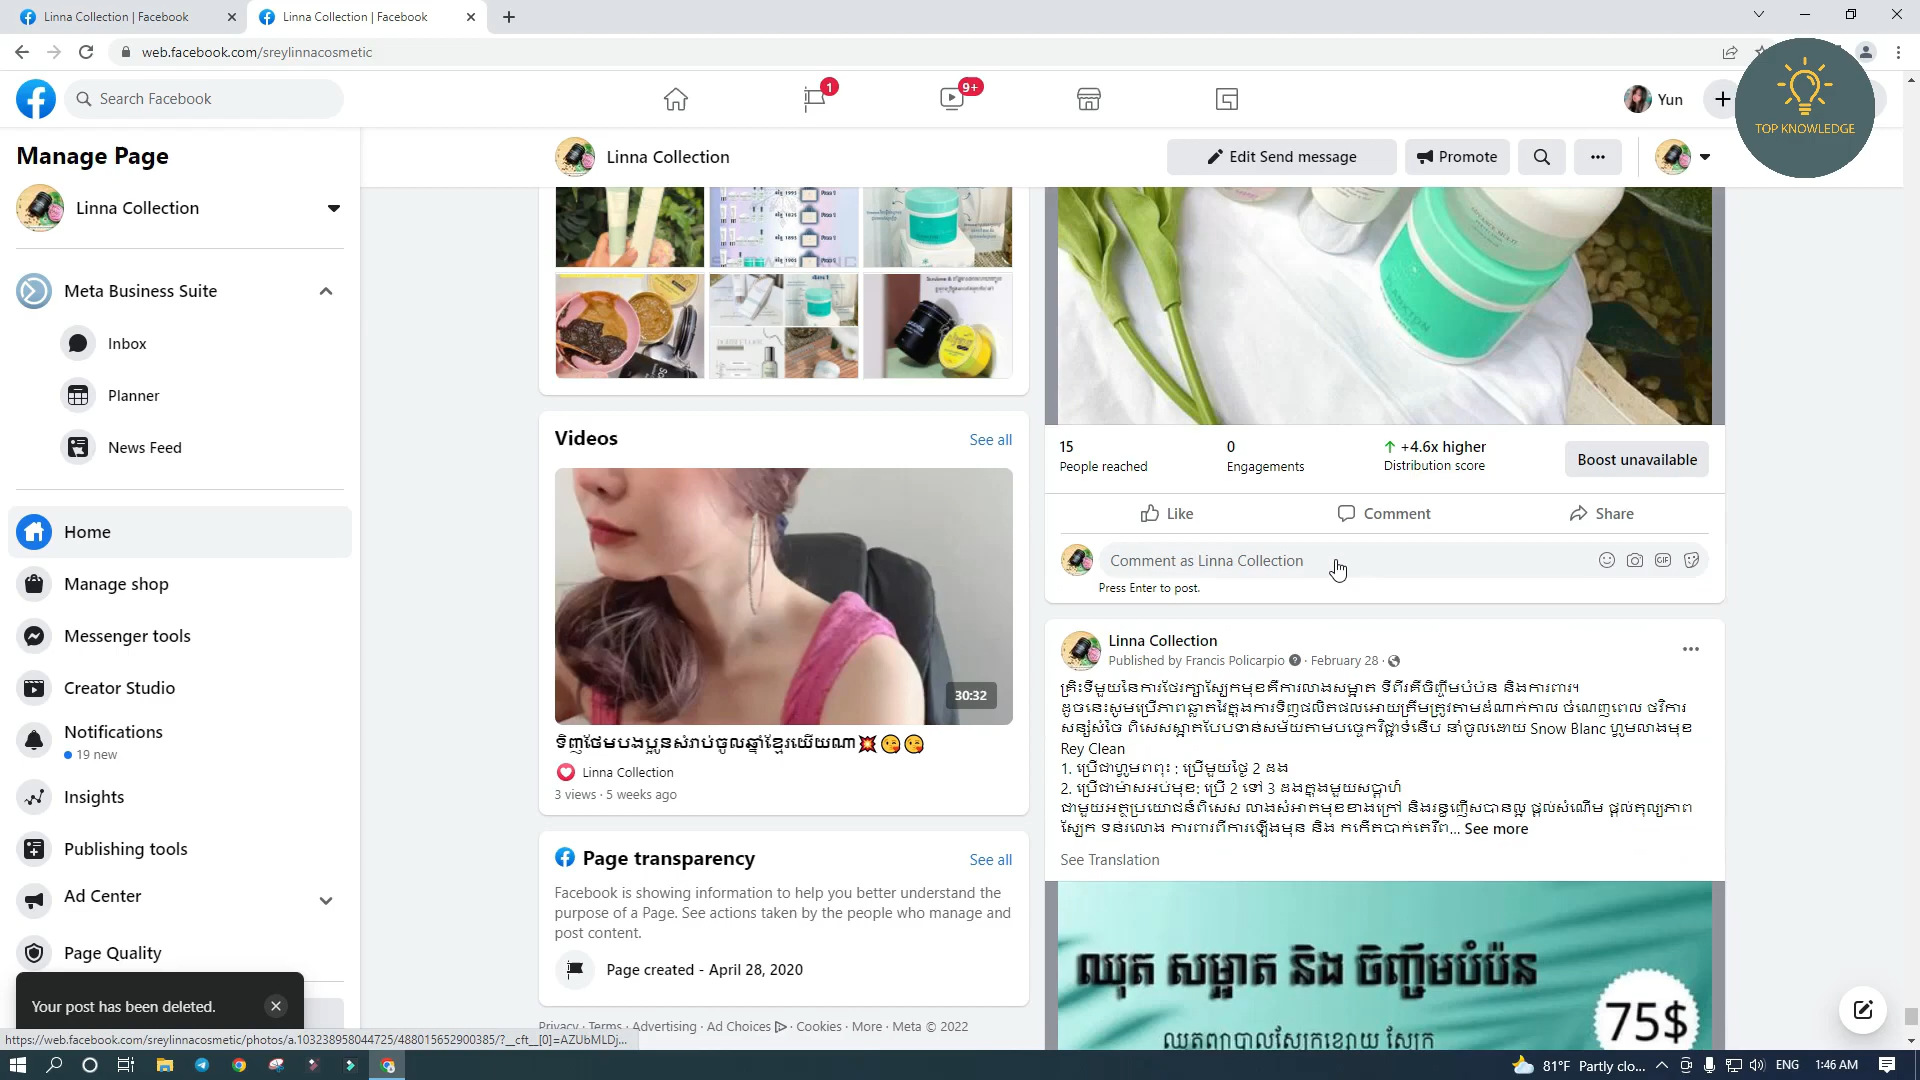 Linna Collection | Facebook
Linna Collection | Facebook
web.facebook.com/sreylinnacosmetic
Search Facebook
1
9+
Yun
TOP KNOWLEDGE
Manage Page
Linna Collection
Meta Business Suite
Inbox
Planner
News Feed
Home
Manage shop
Messenger tools
Creator Studio
Notifications
19 new
Insights
Publishing tools
Ad Center
Page Quality
Your post has been deleted.
https://web.facebook.com/sreylinnacosmetic/photos/a.103238958044725/488015652900385/?__cft__[0]=AZUbMLDj...
Linna Collection
Edit Send message
Promote
Videos
See all
30:32
ទិញថែមបងប្អូនសំរាប់ចូលឆ្នាំខ្មែរយើយណា💥😘😘
Linna Collection
3 views · 5 weeks ago
Page transparency
See all
Facebook is showing information to help you better understand the
purpose of a Page. See actions taken by the people who manage and
post content.
Page created - April 28, 2020
Privacy · Terms · Advertising · Ad Choices · Cookies · More · Meta © 2022
15
People reached
0
Engagements
+4.6x higher
Distribution score
Boost unavailable
Like
Comment
Share
Comment as Linna Collection
GIF
Press Enter to post.
Linna Collection
Published by Francis Policarpio · February 28 ·
គ្រិះទីមួយនៃការថែរក្សាស្បែកមុខគឺការលាងសម្អាត ទីពីរគឺចិញ្ចឹមបំប៉ន និងការពារ។
ដូចនេះសូមប្រើភាពឆ្លាតវៃក្នុងការទិញផលិតផលអោយត្រឹមត្រូវតាមដំណាក់កាល ចំណេញពេល ថវិការ
សន្សំសំចៃ ពិសេសស្អាតបែបទាន់សម័យតាមបច្ចេកវិជ្ជាទំនើប នាំចូលដោយ Snow Blanc ហ្វូមលាងមុខ
Rey Clean
1. ប្រើជាហ្វូមពពុះ : ប្រើមួយថ្ងៃ 2 ដង
2. ប្រើជាម៉ាសអប់មុខ: ប្រើ 2 ទៅ 3 ដងក្នុងមួយសប្តាហ៍
ជាមួយអត្ថប្រយោជន៍ពិសេស លាងសំអាតមុខខាងក្រៅ និងរន្ធញើសបានល្អ ផ្តល់សំណើម ផ្តល់តុល្យភាព
ស្បែក ទន់រលោង ការពារពីការឡើងមុន និង កកើតបាក់តេរីព... See more
See Translation
ឈុត សម្អាត និង ចិញ្ចឹមបំប៉ន
75$
ឈុតព្យាបាលស្បែកខ្សោយ ស្បែក
81°F Partly clo...
ENG
1:46 AM